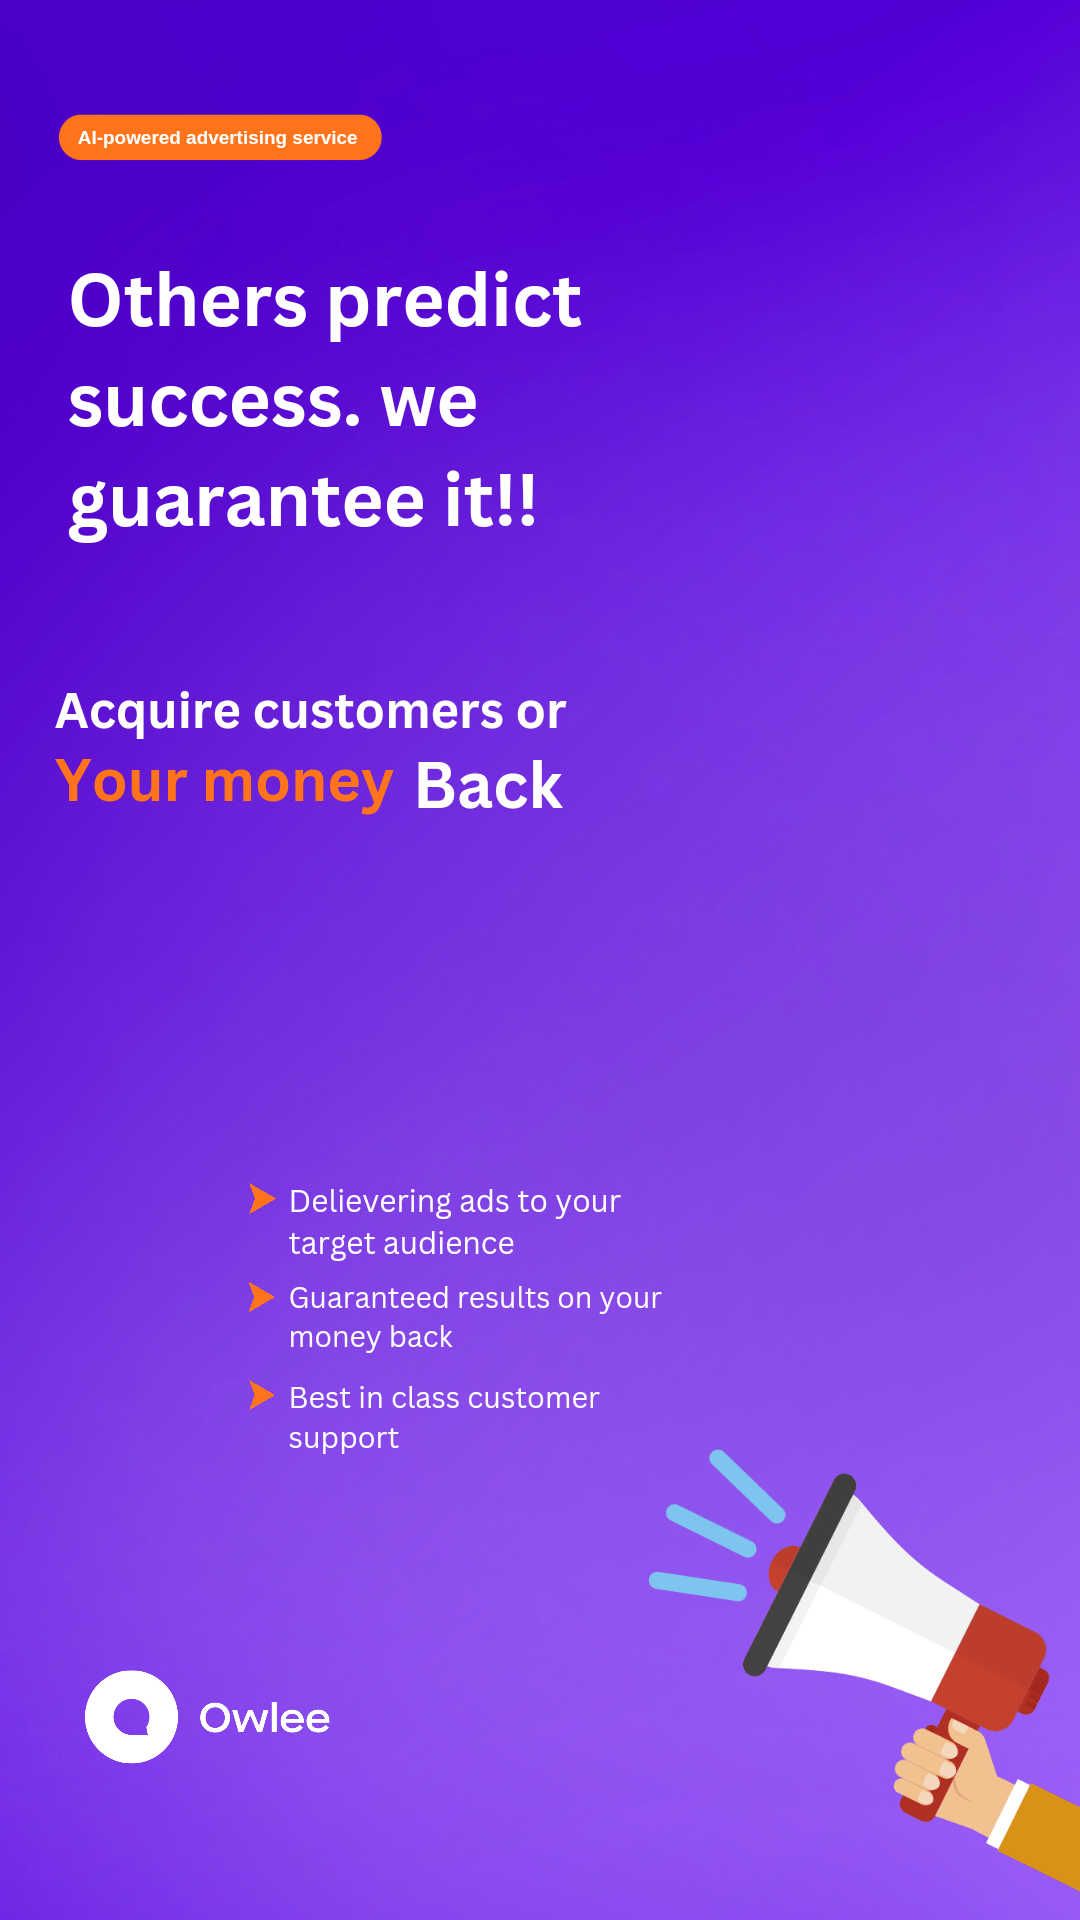 AI-powered advertising service
Others predict
success. we
guarantee it!!
Acquire customers or
Your money Back
Delievering ads to your
target audience
Guaranteed results on your
money back
Best in class customer
support
Owlee